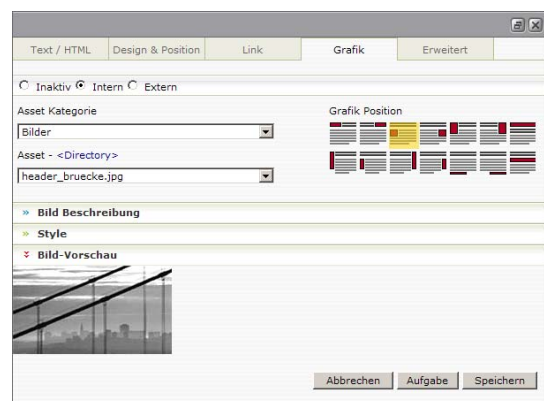 Text / HTML Design & Position Link Grafik Erweitert
Inaktiv Intern Extern
Asset Kategorie Grafik Position
Bilder
Asset - <Directory>
header_bruecke.jpg
» Bild Beschreibung
» Style
Bild-Vorschau
Abbrechen Aufgabe Speichern